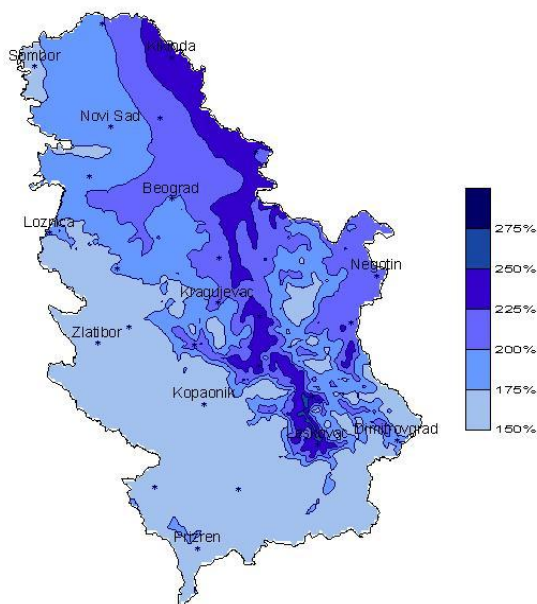 Kikinda
Sombor
Novi Sad
Beograd
Loznica
Negotin
Kragujevac
Zlatibor
Kopaonik
Dimitrovgrad
Prizren
275%
250%
225%
200%
175%
150%